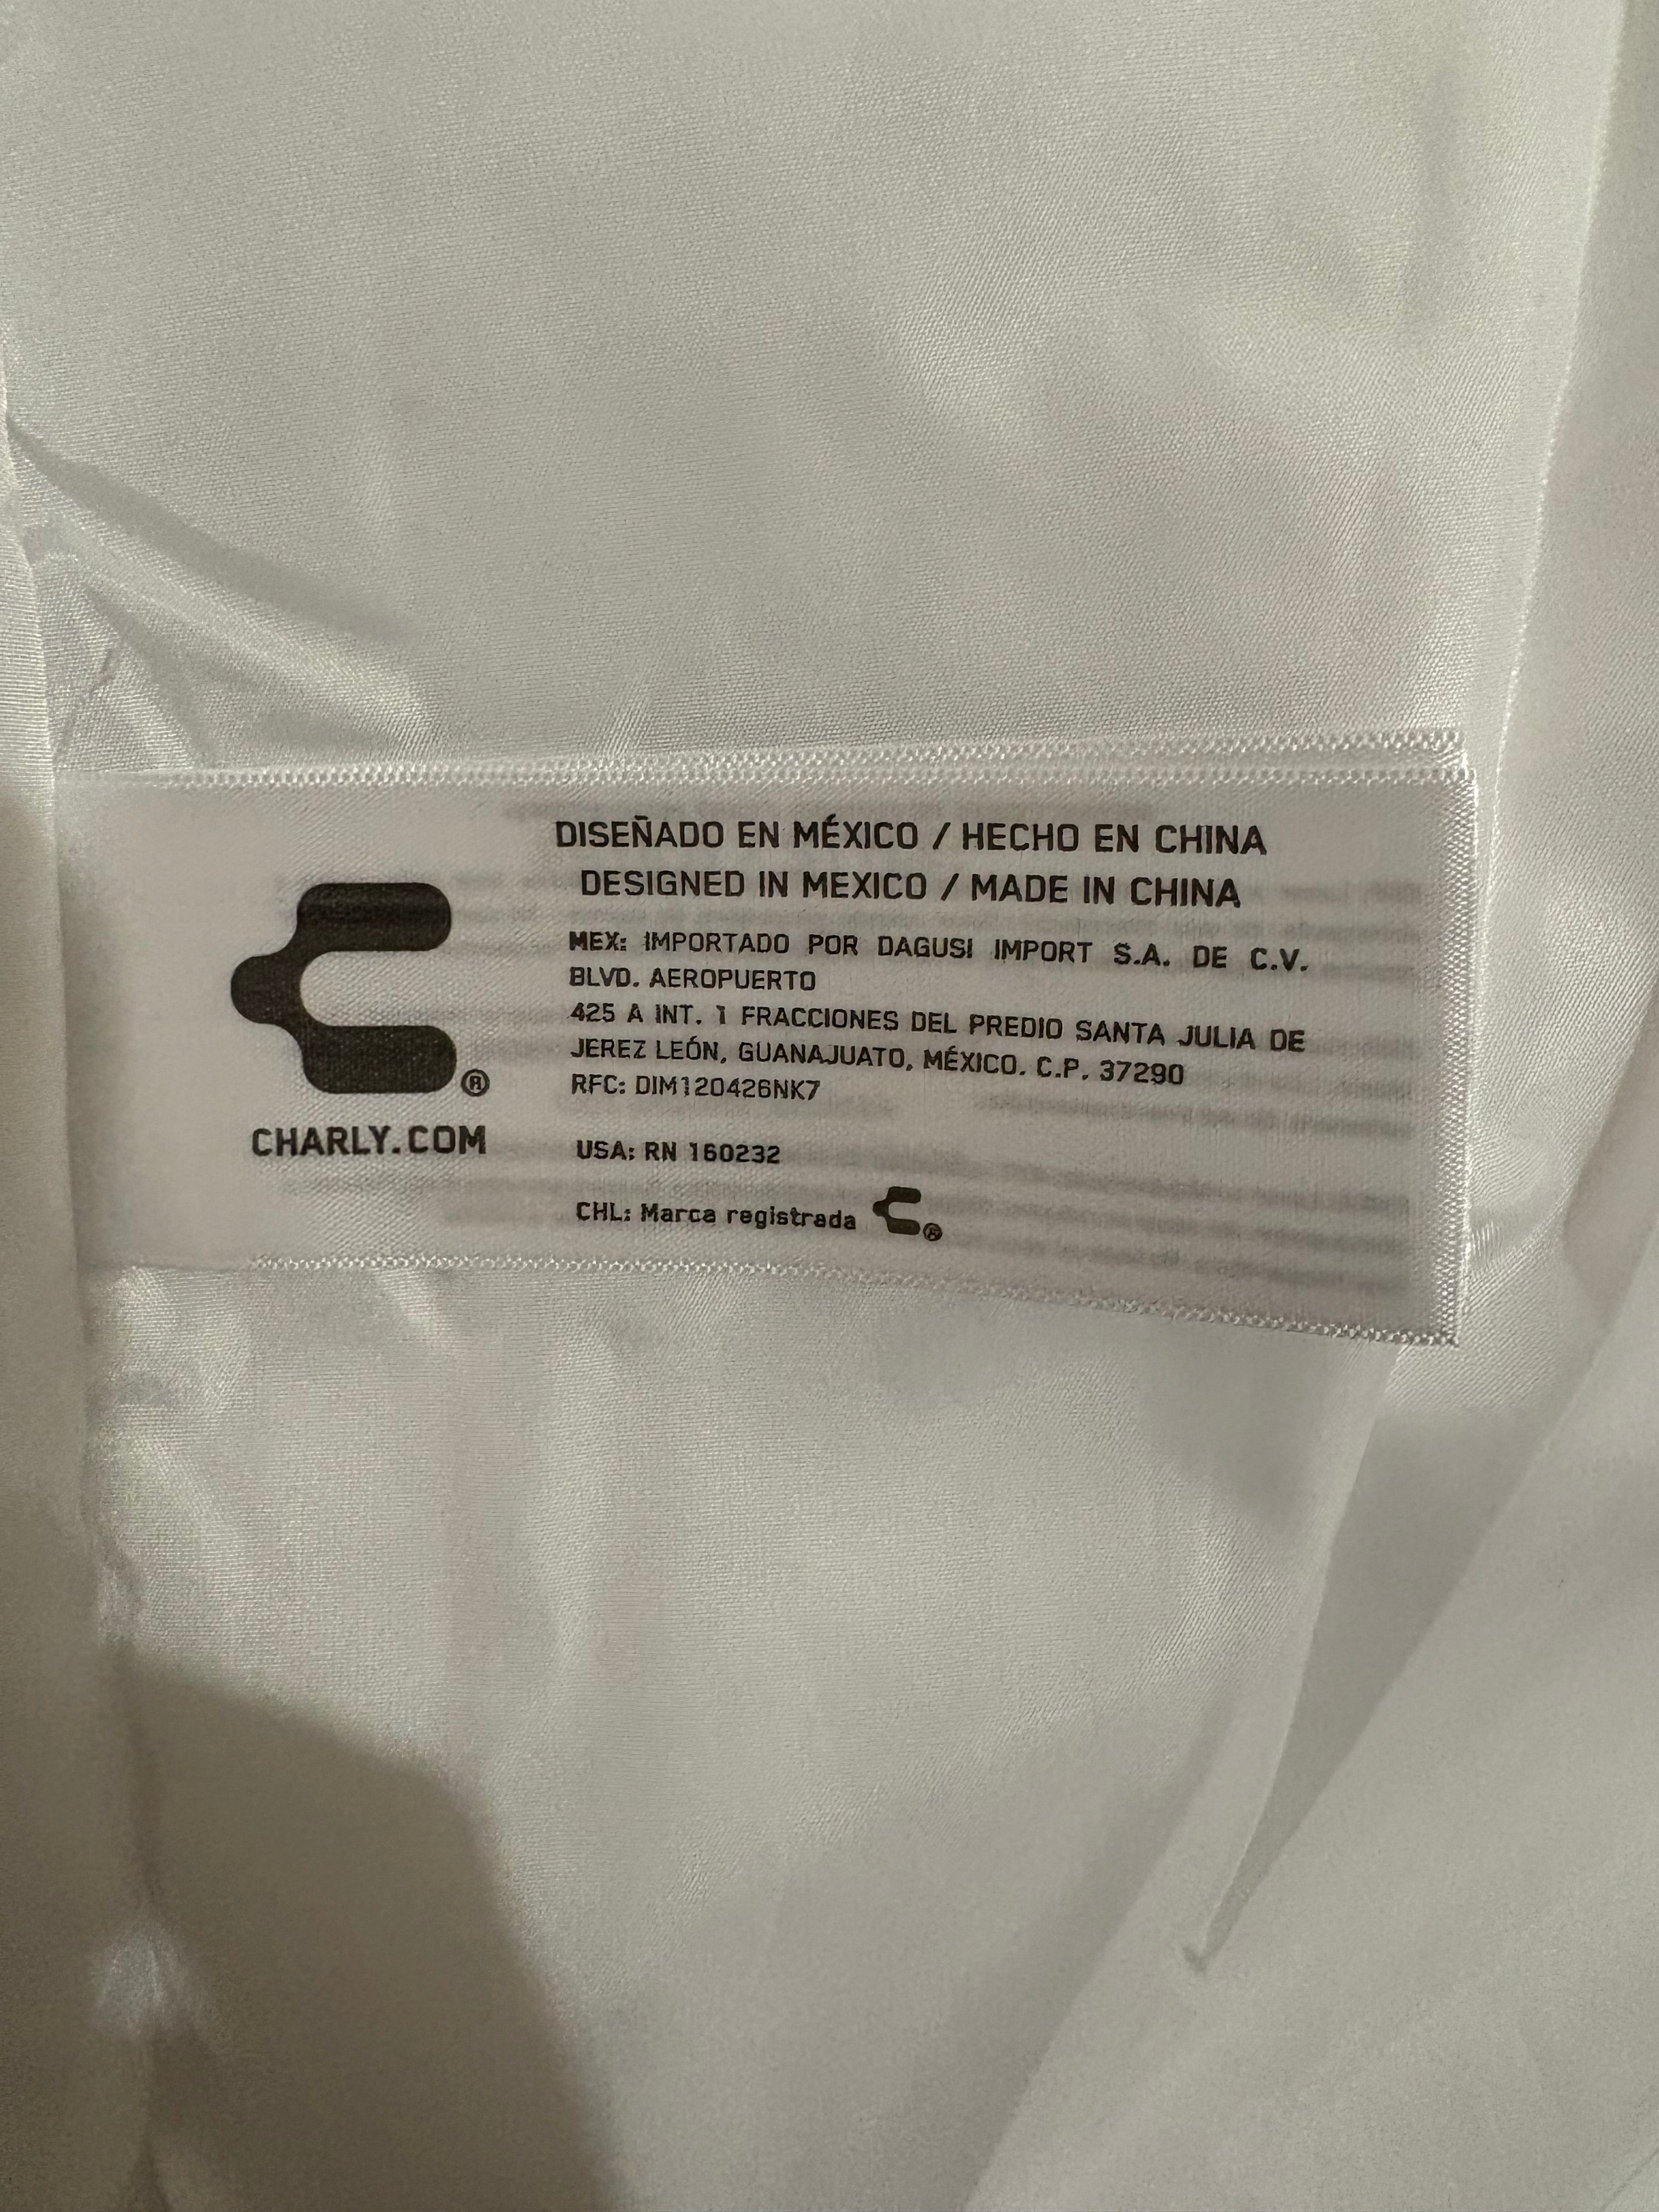 DISEÑADO EN MÉXICO / HECHO EN CHINA
DESIGNED IN MEXICO / MADE IN CHINA
MEX: IMPORTADO POR DAGUSI IMPORT S.A. DE C.V.
BLVD. AEROPUERTO
425 A INT. 1 FRACCIONES DEL PREDIO SANTA JULIA DE
JEREZ LEÓN, GUANAJUATO, MÉXICO. C.P. 37290
RFC: DIM120426NK7
USA: RN 160232
CHL: Marca registrada ®
®
CHARLY.COM